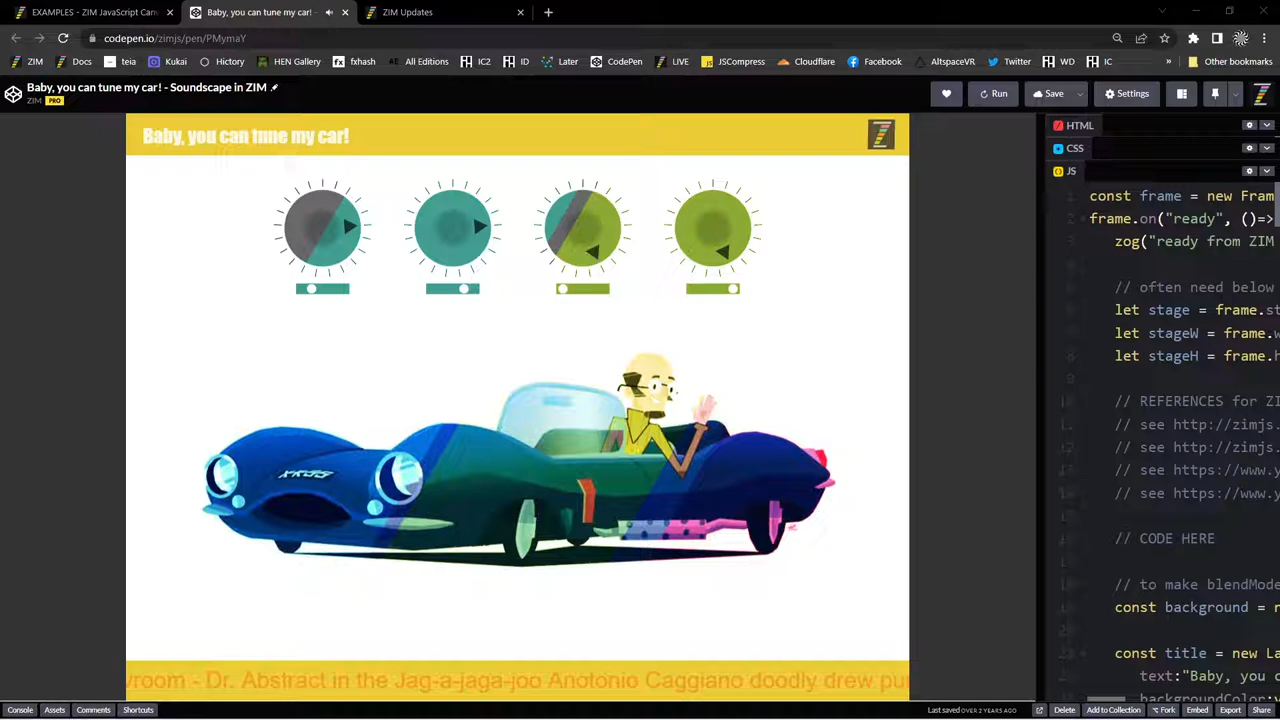 EXAMPLES - ZIM JavaScript Can
Baby, you can tune my car! -
ZIM Updates
codepen.io/zimjs/pen/PMymaY
ZIM
Docs
teia
Kukai
Hictory
HEN Gallery
fxhash
All Editions
IC2
ID
Later
CodePen
LIVE
JSCompress
Cloudflare
Facebook
AltspaceVR
Twitter
WD
IC
»
Other bookmarks
Baby, you can tune my car! - Soundscape in ZIM
ZIM PRO
Run
Save
Settings
Baby, you can tune my car!
HTML
CSS
JS
const frame = new Fram
frame.on("ready", ()=>
zog("ready from ZIM
// often need below
let stage = frame.st
let stageW = frame.w
let stageH = frame.h
// REFERENCES for ZI
// see http://zimjs.
// see http://zimjs.
// see https://www.y
// see https://www.y
// CODE HERE
// to make blendMode
const background = n
const title = new La
text:"Baby, you c
backgroundColor:y
vroom - Dr. Abstract in the Jag-a-jaga-joo Anotonio Caggiano doodly drew pur
Console
Assets
Comments
Shortcuts
Last saved OVER 2 YEARS AGO
Delete
Add to Collection
Fork
Embed
Export
Share